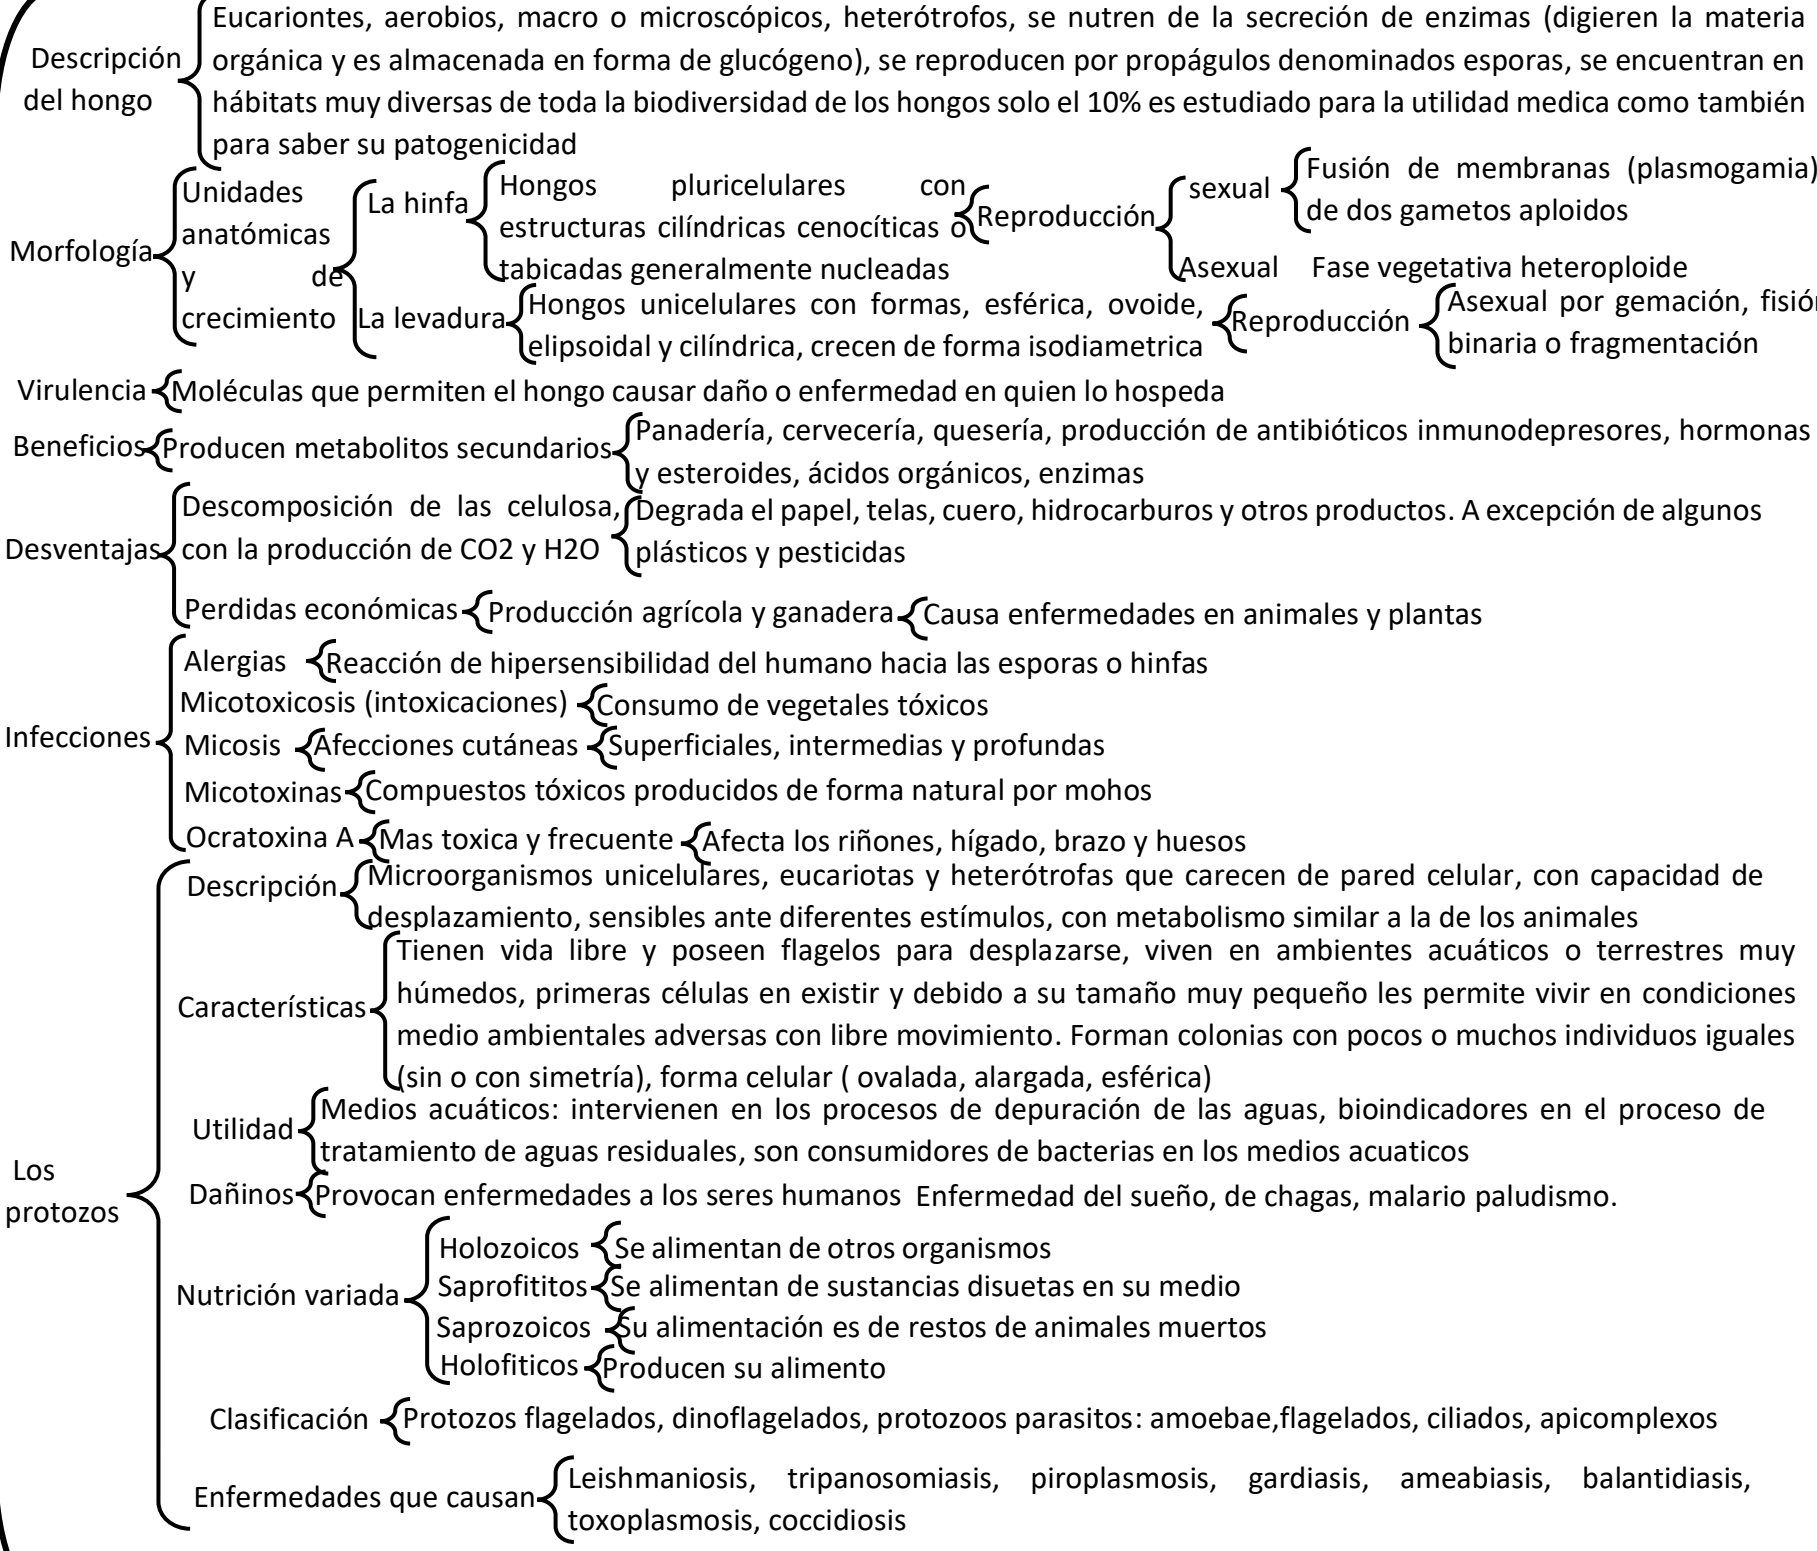 Descripción
del hongo
Eucariontes, aerobios, macro o microscópicos, heterótrofos, se nutren de la secreción de enzimas (digieren la materia
orgánica y es almacenada en forma de glucógeno), se reproducen por propágulos denominados esporas, se encuentran en
hábitats muy diversas de toda la biodiversidad de los hongos solo el 10% es estudiado para la utilidad medica como también
para saber su patogenicidad
Morfología
Unidades
anatómicas
y de
crecimiento
La hinfa
Hongos pluricelulares con
estructuras cilíndricas cenocíticas o
tabicadas generalmente nucleadas
Reproducción
sexual
Fusión de membranas (plasmogamia)
de dos gametos aploidos
Asexual Fase vegetativa heteroploide
La levadura
Hongos unicelulares con formas, esférica, ovoide,
elipsoidal y cilíndrica, crecen de forma isodiametrica
Reproducción
Asexual por gemación, fisión
binaria o fragmentación
Virulencia
Moléculas que permiten el hongo causar daño o enfermedad en quien lo hospeda
Beneficios
Producen metabolitos secundarios
Panadería, cervecería, quesería, producción de antibióticos inmunodepresores, hormonas
y esteroides, ácidos orgánicos, enzimas
Desventajas
Descomposición de las celulosa,
con la producción de CO2 y H2O
Degrada el papel, telas, cuero, hidrocarburos y otros productos. A excepción de algunos
plásticos y pesticidas
Perdidas económicas
Producción agrícola y ganadera
Causa enfermedades en animales y plantas
Infecciones
Alergias
Reacción de hipersensibilidad del humano hacia las esporas o hinfas
Micotoxicosis (intoxicaciones)
Consumo de vegetales tóxicos
Micosis
Afecciones cutáneas
Superficiales, intermedias y profundas
Micotoxinas
Compuestos tóxicos producidos de forma natural por mohos
Ocratoxina A
Mas toxica y frecuente
Afecta los riñones, hígado, brazo y huesos
Los
protozos
Descripción
Microorganismos unicelulares, eucariotas y heterótrofas que carecen de pared celular, con capacidad de
desplazamiento, sensibles ante diferentes estímulos, con metabolismo similar a la de los animales
Características
Tienen vida libre y poseen flagelos para desplazarse, viven en ambientes acuáticos o terrestres muy
húmedos, primeras células en existir y debido a su tamaño muy pequeño les permite vivir en condiciones
medio ambientales adversas con libre movimiento. Forman colonias con pocos o muchos individuos iguales
(sin o con simetría), forma celular ( ovalada, alargada, esférica)
Utilidad
Medios acuáticos: intervienen en los procesos de depuración de las aguas, bioindicadores en el proceso de
tratamiento de aguas residuales, son consumidores de bacterias en los medios acuaticos
Dañinos
Provocan enfermedades a los seres humanos Enfermedad del sueño, de chagas, malario paludismo.
Nutrición variada
Holozoicos
Se alimentan de otros organismos
Saprofititos
Se alimentan de sustancias disuetas en su medio
Saprozoicos
Su alimentación es de restos de animales muertos
Holofiticos
Producen su alimento
Clasificación
Protozos flagelados, dinoflagelados, protozoos parasitos: amoebae,flagelados, ciliados, apicomplexos
Enfermedades que causan
Leishmaniosis, tripanosomiasis, piroplasmosis, gardiasis, ameabiasis, balantidiasis,
toxoplasmosis, coccidiosis